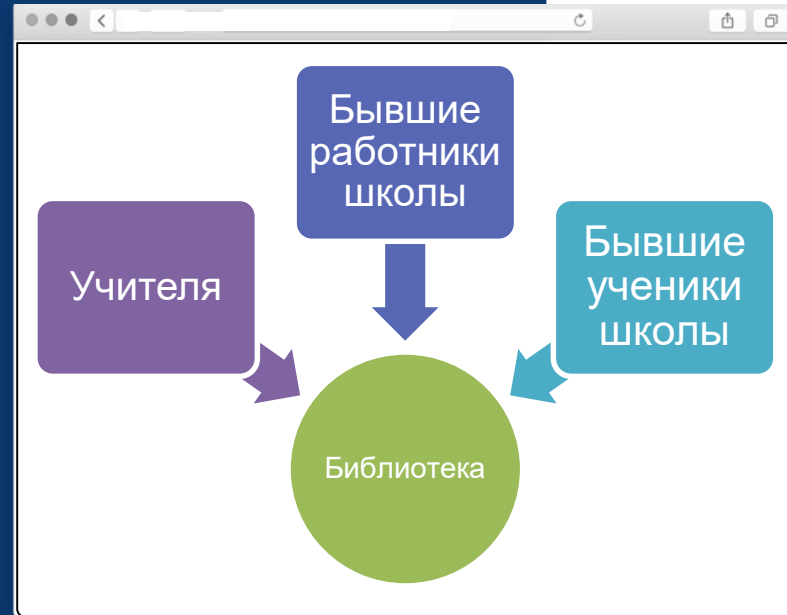 Бывшие
работники
школы
Учителя
Бывшие
ученики
школы
Библиотека